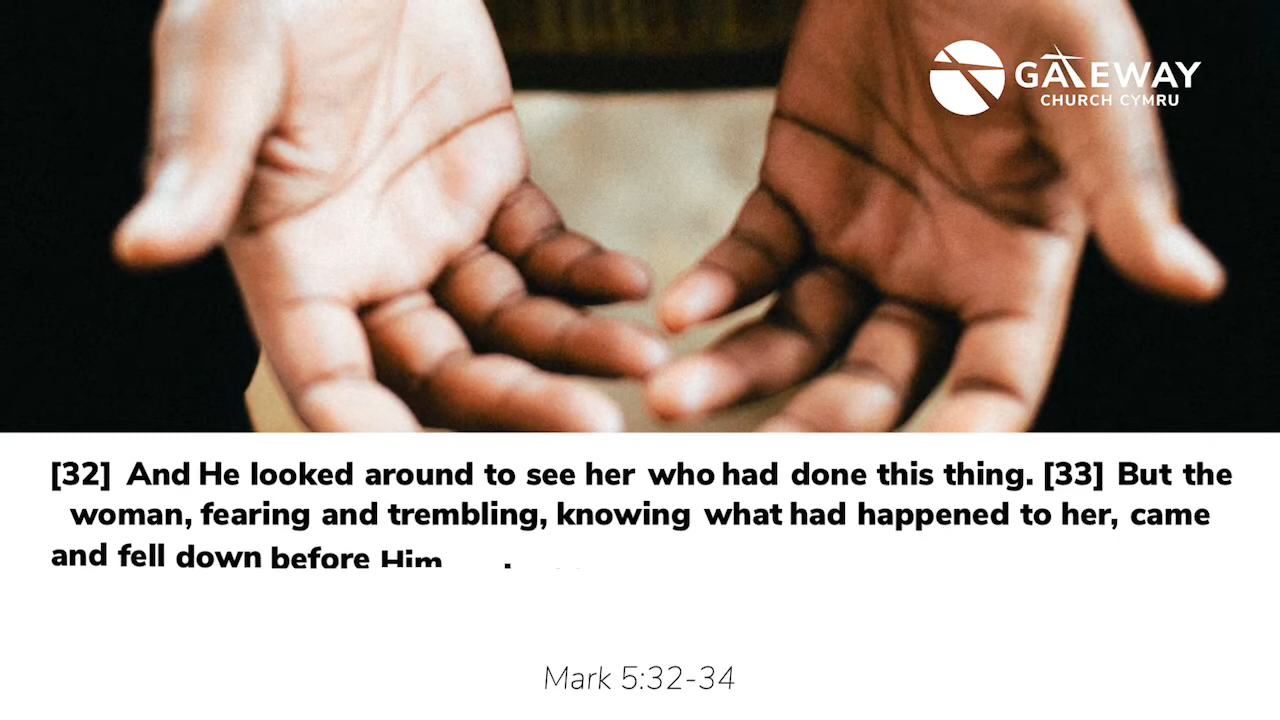 GATEWAY
CHURCH CYMRU
[32] And He looked around to see her who had done this thing. [33] But the
woman, fearing and trembling, knowing what had happened to her, came
and fell down before Him
Mark 5:32-34